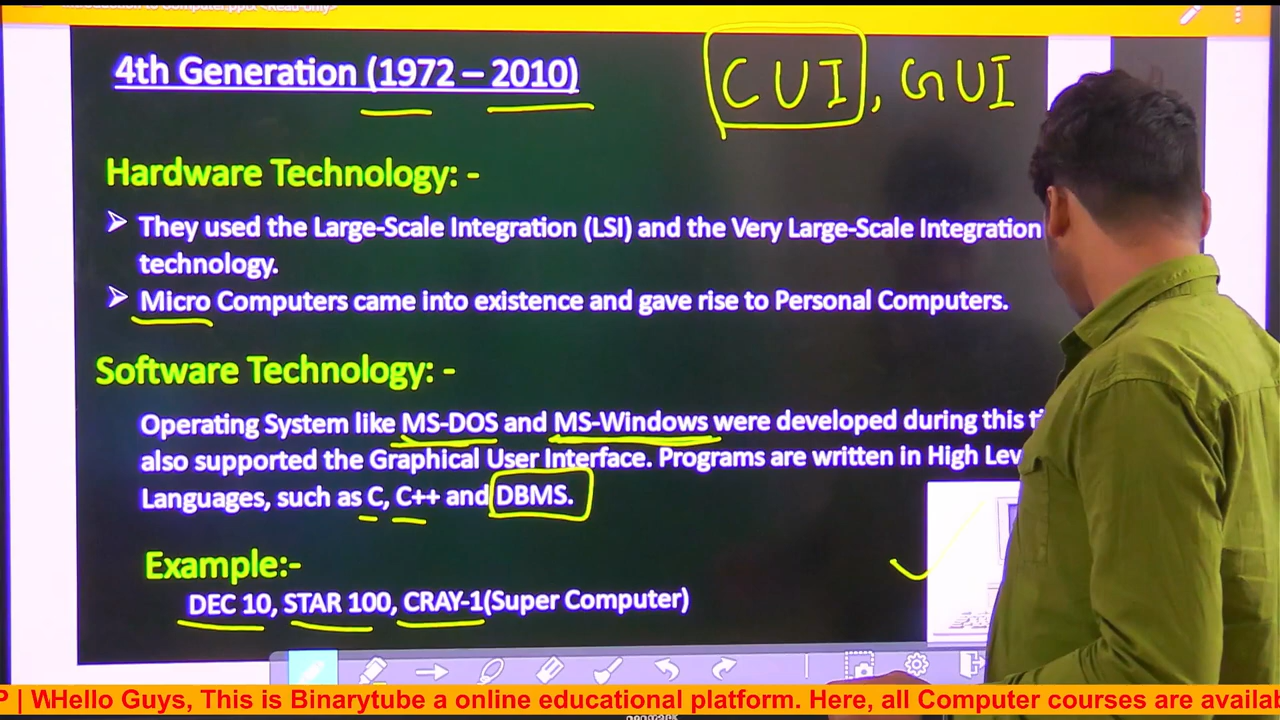 4th Generation (1972 – 2010)
CUI, GUI
Hardware Technology: -
➢ They used the Large-Scale Integration (LSI) and the Very Large-Scale Integration
technology.
➢ Micro Computers came into existence and gave rise to Personal Computers.
Software Technology: -
Operating System like MS-DOS and MS-Windows were developed during this
also supported the Graphical User Interface. Programs are written in High
Languages, such as C, C++ and DBMS.
Example:-
DEC 10, STAR 100, CRAY-1(Super Computer)
P | WHello Guys, This is Binarytube a online educational platform. Here, all Computer courses are availa